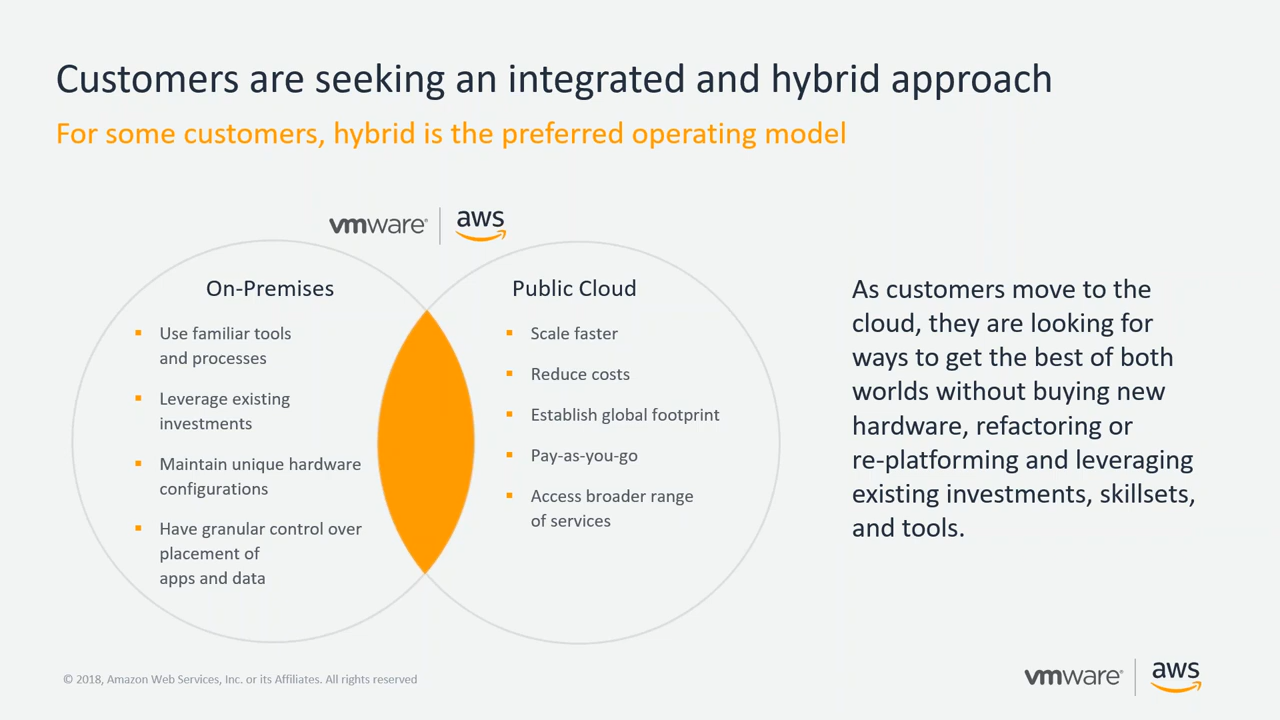 Customers are seeking an integrated and hybrid approach
For some customers, hybrid is the preferred operating model
vmware® | aws
On-Premises
▪ Use familiar tools
and processes
▪ Leverage existing
investments
▪ Maintain unique hardware
configurations
▪ Have granular control over
placement of
apps and data
Public Cloud
▪ Scale faster
▪ Reduce costs
▪ Establish global footprint
▪ Pay-as-you-go
▪ Access broader range
of services
As customers move to the
cloud, they are looking for
ways to get the best of both
worlds without buying new
hardware, refactoring or
re-platforming and leveraging
existing investments, skillsets,
and tools.
© 2018, Amazon Web Services, Inc. or its Affiliates. All rights reserved
vmware® | aws